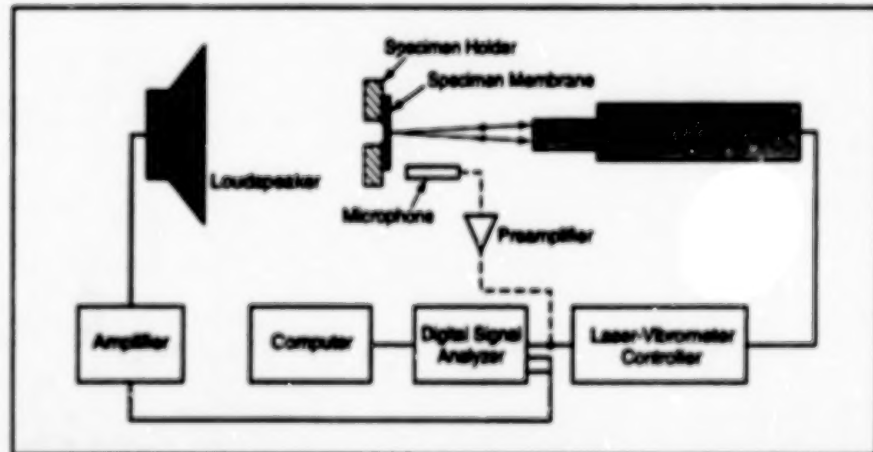 Specimen Holder
Specimen Membrane
Loudspeaker
Microphone
Preamplifier
Amplifier
Computer
Digital Signal
Analyzer
Laser-Vibrometer
Controller